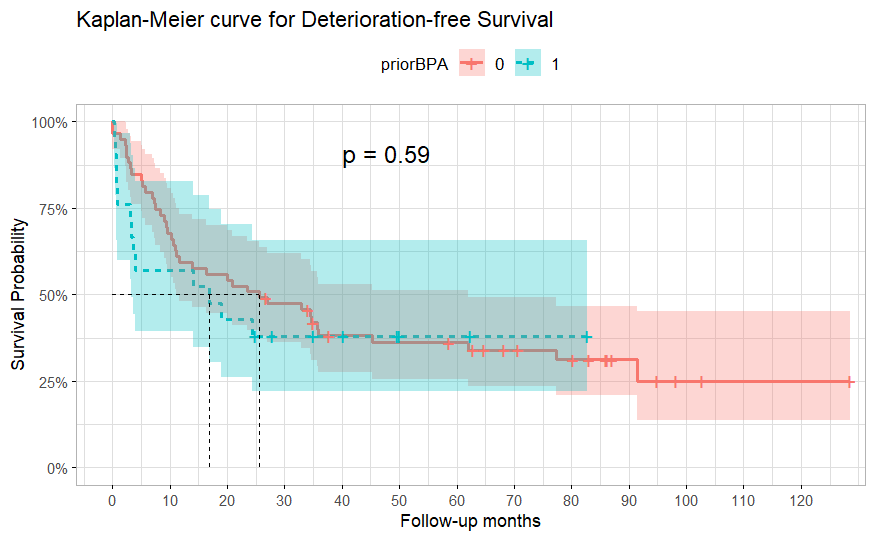 Kaplan-Meier curve for Deterioration-free Survival
priorBPA 0 1
100%
75%
50%
25%
0%
Survival Probability
p = 0.59
0 10 20 30 40 50 60 70 80 90 100 110 120
Follow-up months